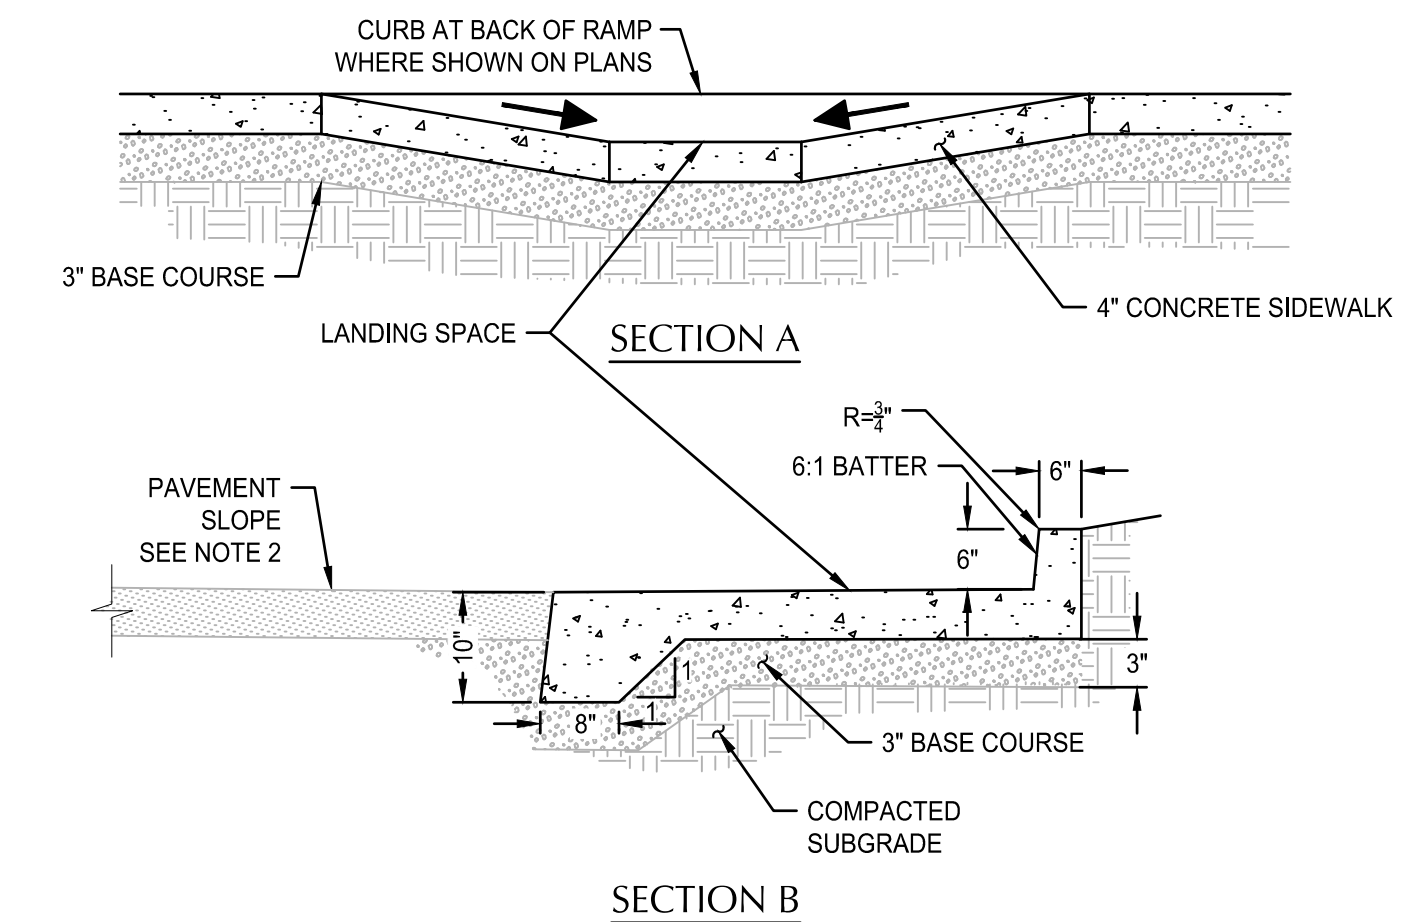 CURB AT BACK OF RAMP
WHERE SHOWN ON PLANS
3" BASE COURSE
4" CONCRETE SIDEWALK
LANDING SPACE
SECTION A
R=3/4"
6:1 BATTER
6"
PAVEMENT
SLOPE
SEE NOTE 2
6"
10"
1
1
3"
8"
3" BASE COURSE
COMPACTED
SUBGRADE
SECTION B